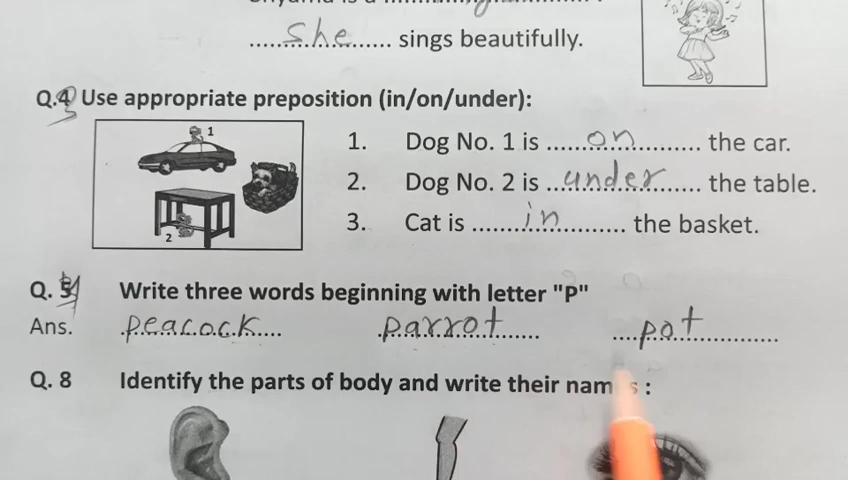 she sings beautifully.
Q.4 Use appropriate preposition (in/on/under):
1
2
1. Dog No. 1 is ......on............ the car.
2. Dog No. 2 is ..under...... the table.
3. Cat is .......in.......... the basket.
Q. Write three words beginning with letter "P"
Ans. peacock.... parrot...... ....pot............
Q. 8 Identify the parts of body and write their :